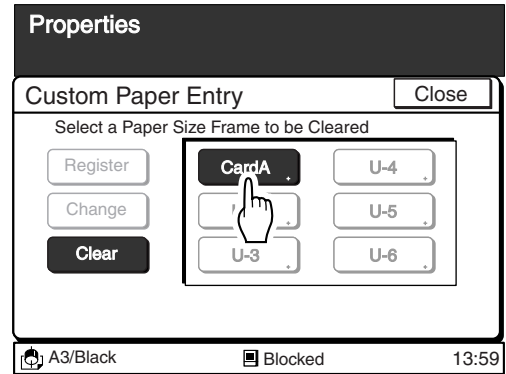 Properties
Custom Paper Entry Close
Select a Paper Size Frame to be Cleared
Register CardA U-4
Change U-5
Clear U-3 U-6
A3/Black Blocked 13:59